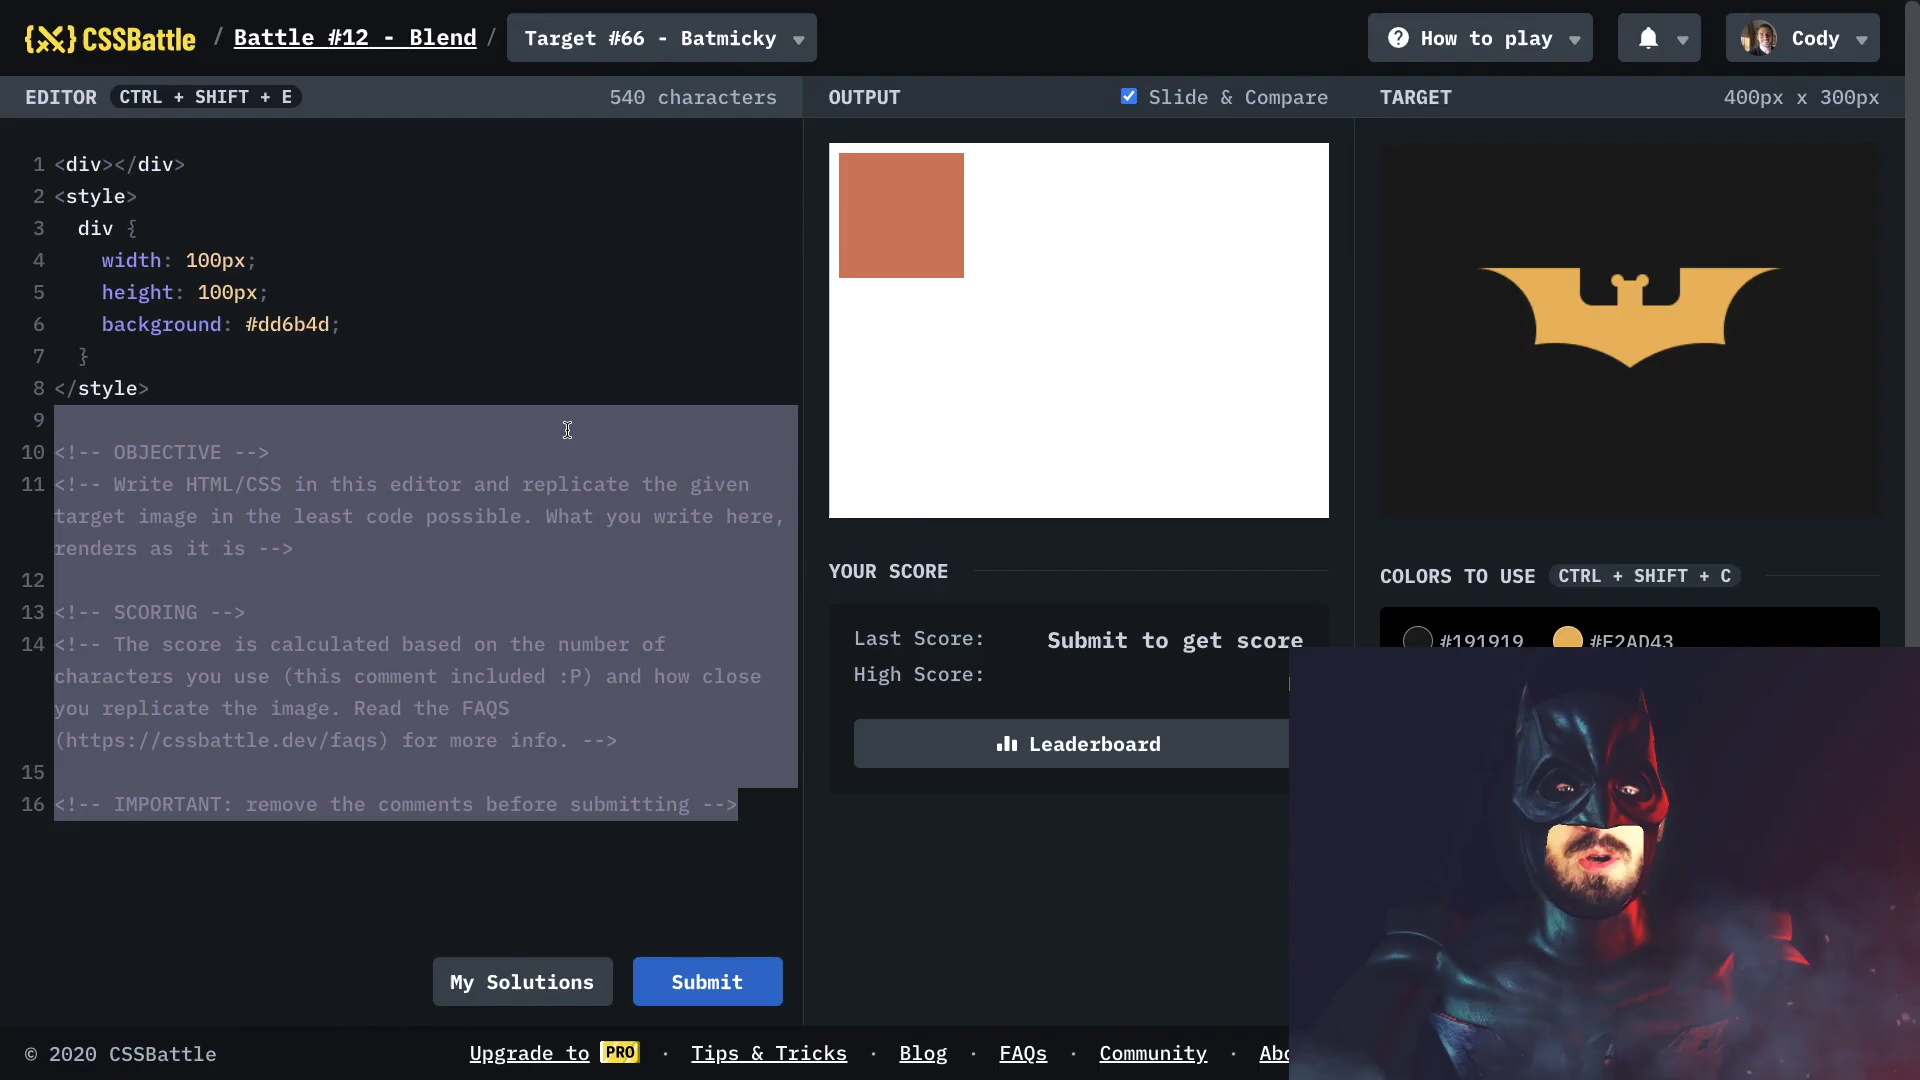 {X} CSSBattle / Battle #12 - Blend / Target #66 - Batmicky
How to play
Cody
EDITOR CTRL + SHIFT + E 540 characters
OUTPUT Slide & Compare
TARGET 400px x 300px
1 <div></div>
2 <style>
3 div {
4 width: 100px;
5 height: 100px;
6 background: #dd6b4d;
7 }
8 </style>
9
10 <!-- OBJECTIVE -->
11 <!-- Write HTML/CSS in this editor and replicate the given
target image in the least code possible. What you write here,
renders as it is -->
12
13 <!-- SCORING -->
14 <!-- The score is calculated based on the number of
characters you use (this comment included :P) and how close
you replicate the image. Read the FAQS
(https://cssbattle.dev/faqs) for more info. -->
15
16 <!-- IMPORTANT: remove the comments before submitting -->
My Solutions
Submit
YOUR SCORE
Last Score: Submit to get score
High Score:
Leaderboard
COLORS TO USE CTRL + SHIFT + C
#191919 #E2AD43
© 2020 CSSBattle
Upgrade to PRO · Tips & Tricks · Blog · FAQs · Community ·